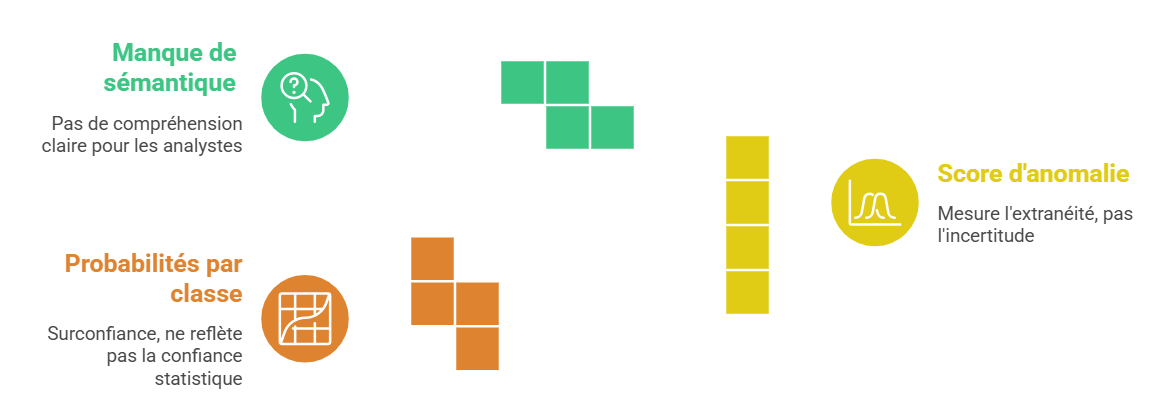 Manque de
sémantique
Pas de compréhension
claire pour les analystes
Score d'anomalie
Mesure l'extranéité, pas
l'incertitude
Probabilités par
classe
Surconfiance, ne reflète
pas la confiance
statistique